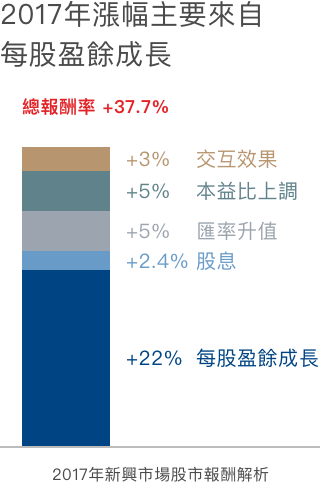 2017年漲幅主要來自
每股盈餘成長
總報酬率 +37.7%
+3% 交互效果
+5% 本益比上調
+5% 匯率升值
+2.4% 股息
+22% 每股盈餘成長
2017年新興市場股市報酬解析